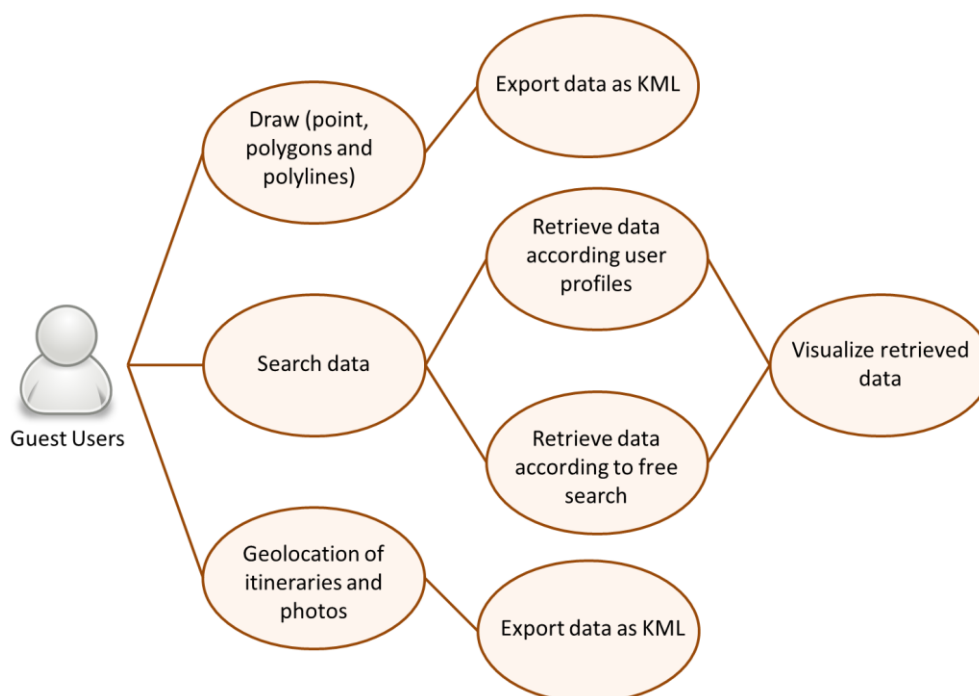 Export data as KML
Draw (point,
polygons and
polylines)
Retrieve data
according user
profiles
Search data
Visualize retrieved
data
Guest Users
Retrieve data
according to free
search
Geolocation of
itineraries and
photos
Export data as KML